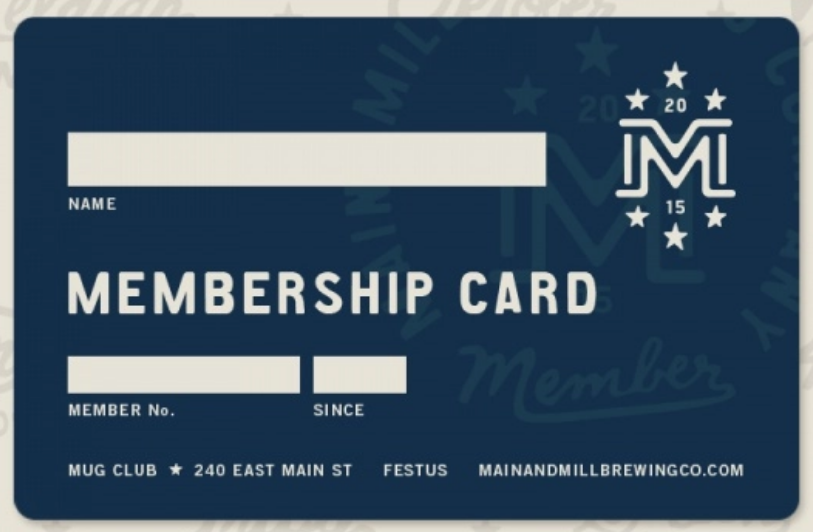 20
M
15
NAME
MEMBERSHIP CARD
Member
MEMBER No.
SINCE
MUG CLUB ★ 240 EAST MAIN ST FESTUS MAINANDMILLBREWINGCO.COM